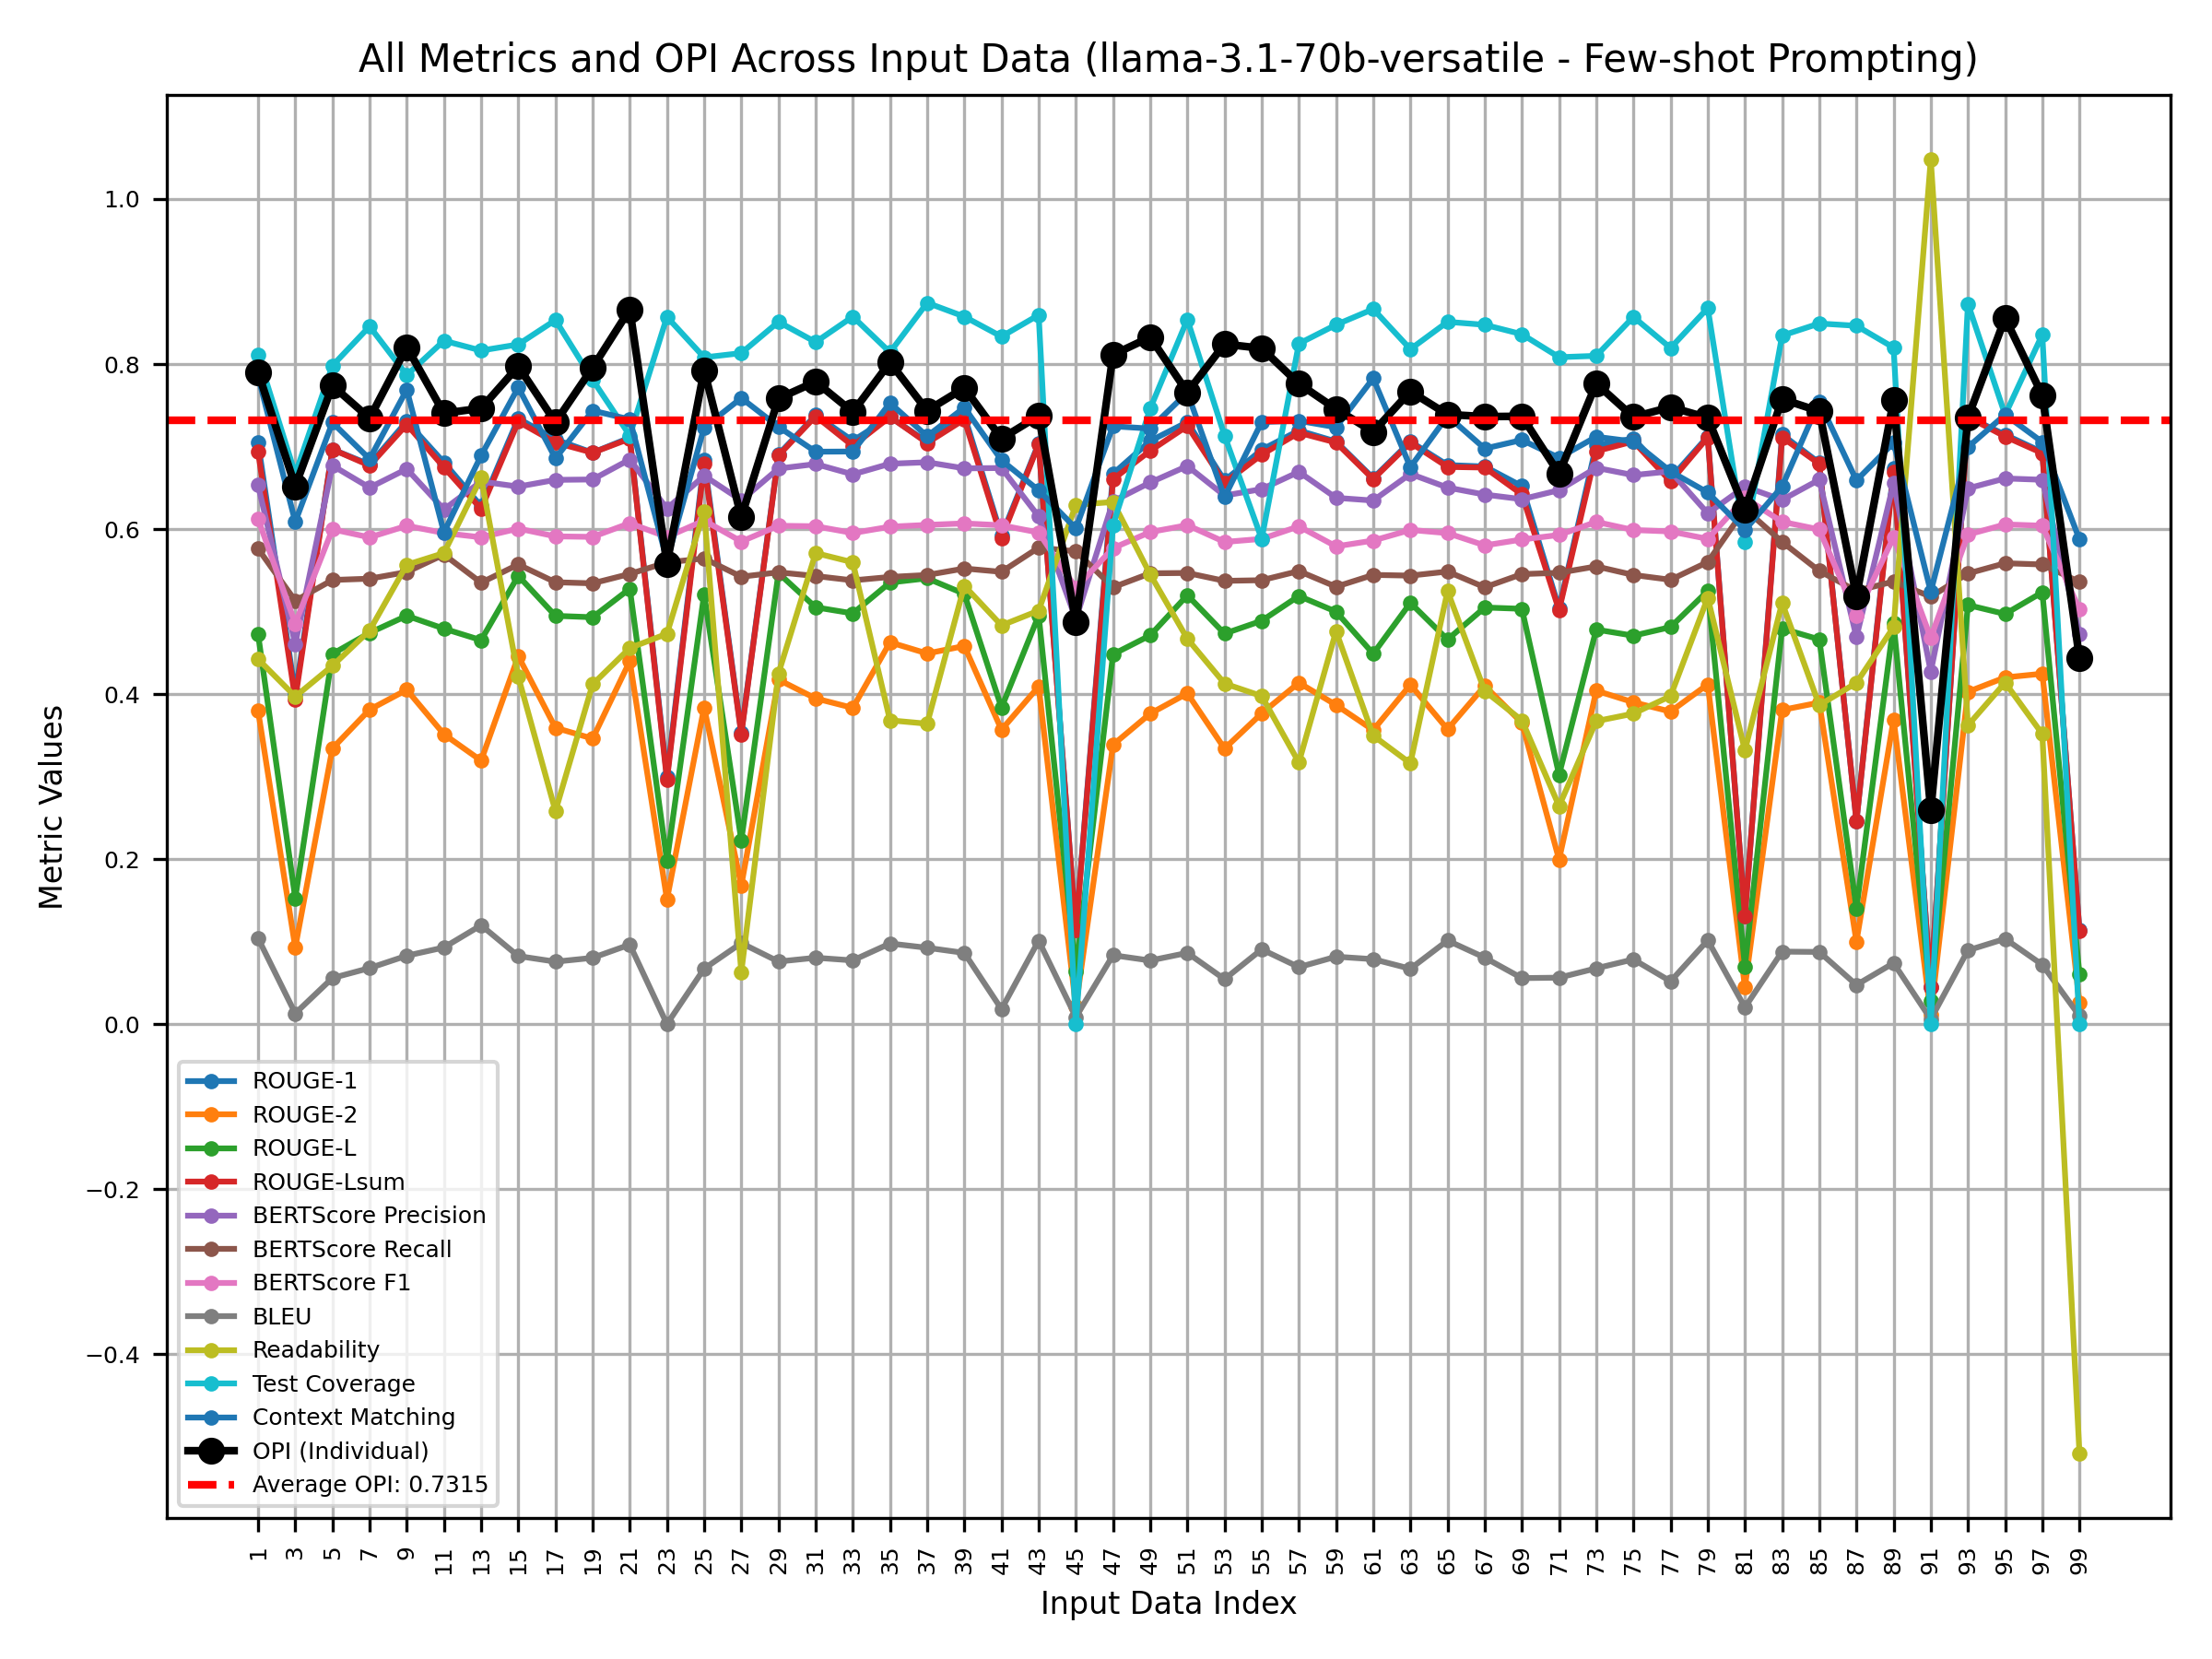 All Metrics and OPI Across Input Data (llama-3.1-70b-versatile - Few-shot Prompting)
Metric Values
1.0
0.8
0.6
0.4
0.2
0.0
−0.2
−0.4
ROUGE-1
ROUGE-2
ROUGE-L
ROUGE-Lsum
BERTScore Precision
BERTScore Recall
BERTScore F1
BLEU
Readability
Test Coverage
Context Matching
OPI (Individual)
Average OPI: 0.7315
1 3 5 7 9 11 13 15 17 19 21 23 25 27 29 31 33 35 37 39 41 43 45 47 49 51 53 55 57 59 61 63 65 67 69 71 73 75 77 79 81 83 85 87 89 91 93 95 97 99
Input Data Index